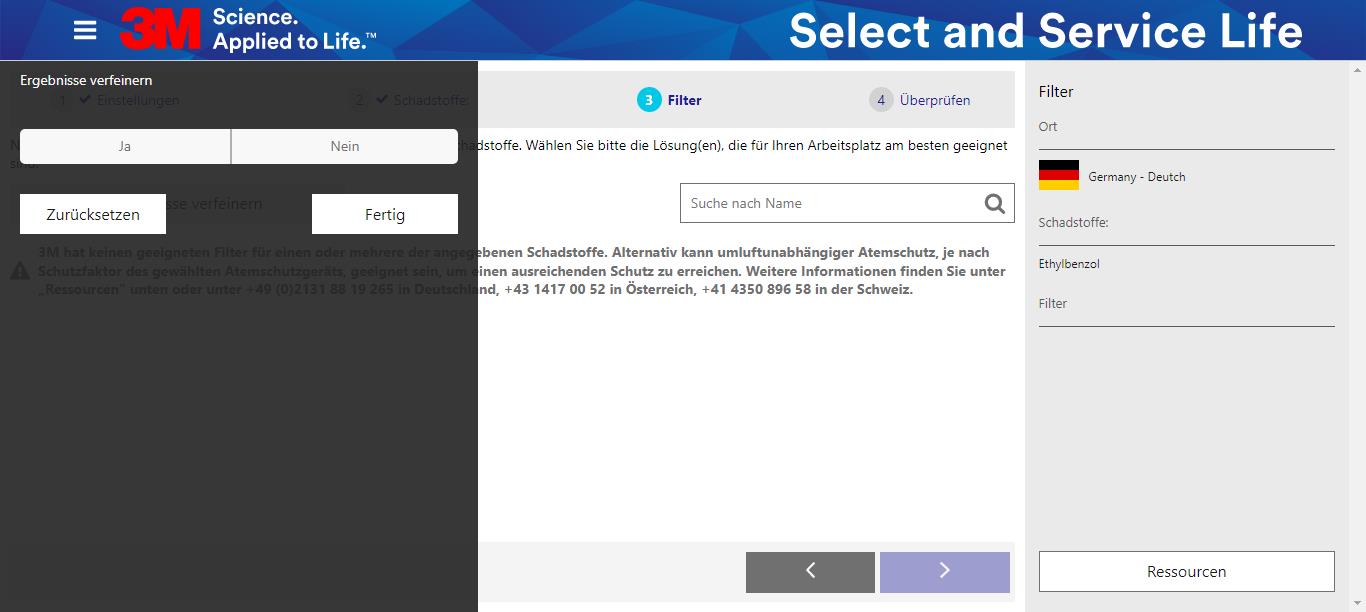 3M Science.
Applied to Life.™
Select and Service Life
Ergebnisse verfeinern
1 Einstellungen
2 Schadstoffe:
3 Filter
4 Überprüfen
Ja
Nein
hadstoffe. Wählen Sie bitte die Lösung(en), die für Ihren Arbeitsplatz am besten geeignet
sind.
Zurücksetzen
sse verfeinern
Fertig
Suche nach Name
3M hat keinen geeigneten Filter für einen oder mehrere der angegebenen Schadstoffe. Alternativ kann umluftunabhängiger Atemschutz, je nach
Schutzfaktor des gewählten Atemschutzgeräts, geeignet sein, um einen ausreichenden Schutz zu erreichen. Weitere Informationen finden Sie unter
„Ressourcen“ unten oder unter +49 (0)2131 88 19 265 in Deutschland, +43 1417 00 52 in Österreich, +41 4350 896 58 in der Schweiz.
Filter
Ort
Germany - Deutch
Schadstoffe:
Ethylbenzol
Filter
Ressourcen